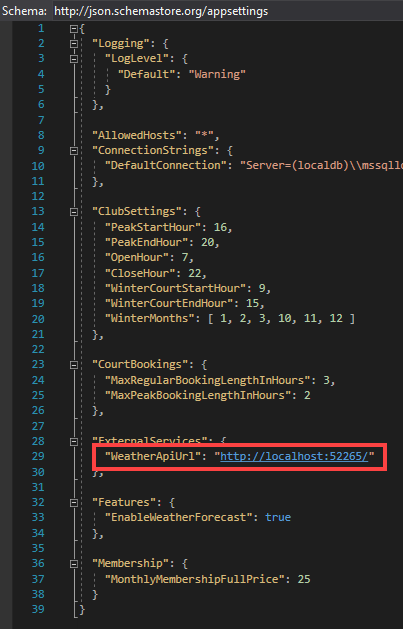 Schema: http://json.schemastore.org/appsettings
1 {
2 "Logging": {
3 "LogLevel": {
4 "Default": "Warning"
5 }
6 },
7
8 "AllowedHosts": "*",
9 "ConnectionStrings": {
10 "DefaultConnection": "Server=(localdb)\\mssqllo
11 },
12
13 "ClubSettings": {
14 "PeakStartHour": 16,
15 "PeakEndHour": 20,
16 "OpenHour": 7,
17 "CloseHour": 22,
18 "WinterCourtStartHour": 9,
19 "WinterCourtEndHour": 15,
20 "WinterMonths": [ 1, 2, 3, 10, 11, 12 ]
21 },
22
23 "CourtBookings": {
24 "MaxRegularBookingLengthInHours": 3,
25 "MaxPeakBookingLengthInHours": 2
26 },
27
28 "ExternalServices": {
29 "WeatherApiUrl": "http://localhost:52265/"
30 },
31
32 "Features": {
33 "EnableWeatherForecast": true
34 },
35
36 "Membership": {
37 "MonthlyMembershipFullPrice": 25
38 }
39 }